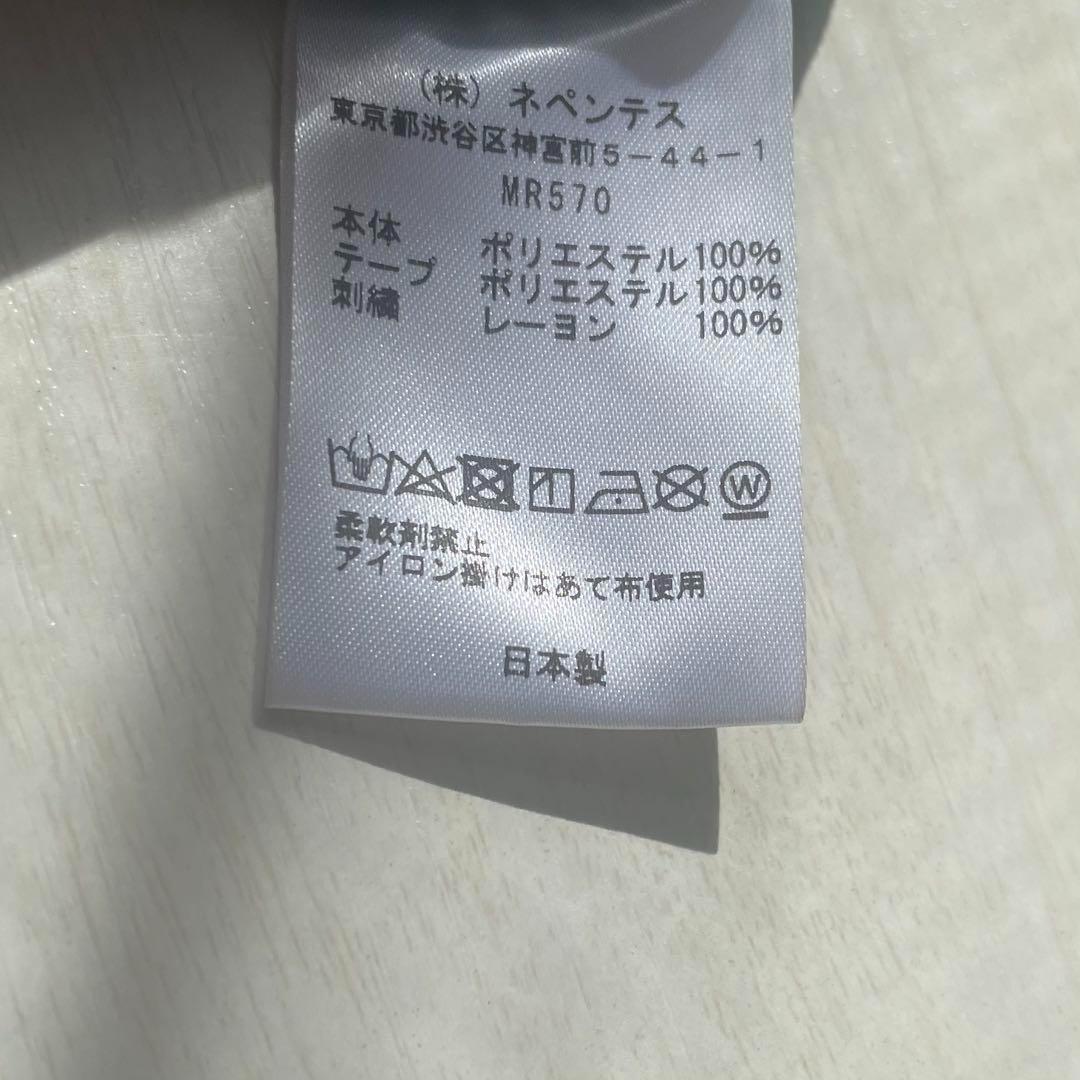 （株）ネペンテス
東京都渋谷区神宮前５－４４－１
MR570
本体 ポリエステル100%
テープ ポリエステル100%
刺繍 レーヨン 100%
W
柔軟剤禁止
アイロン掛けはあて布使用
日本製